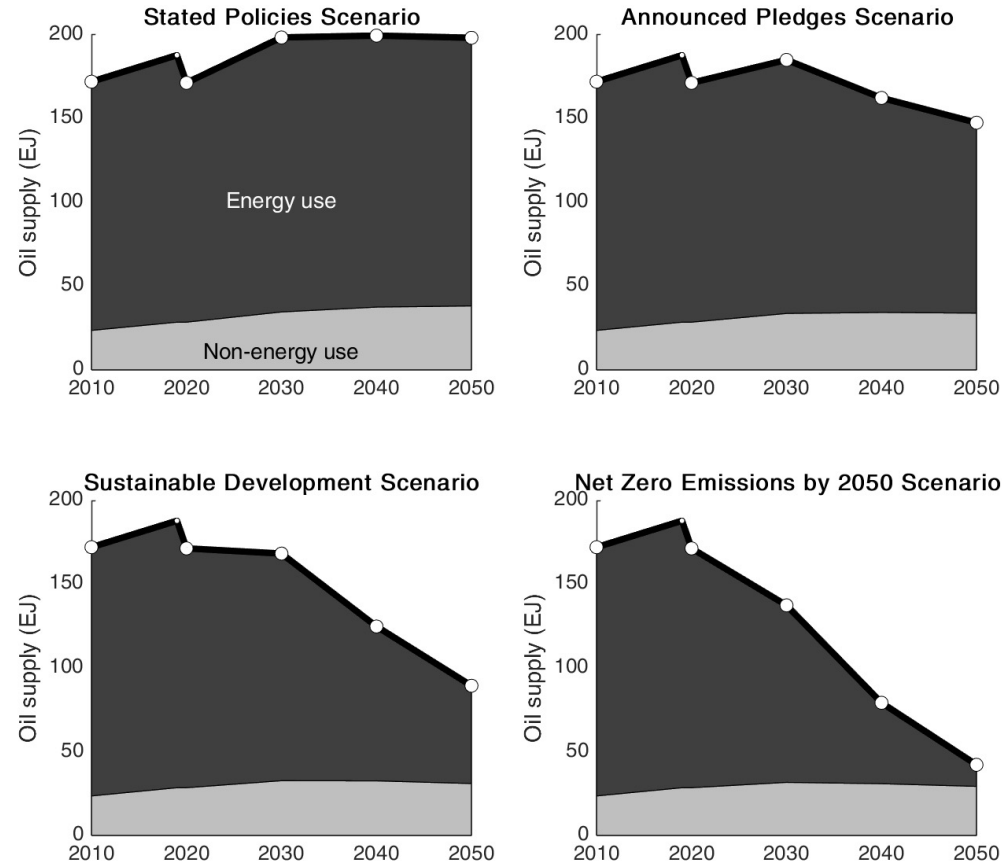 Stated Policies Scenario
200
150
100
50
0
Oil supply (EJ)
Energy use
Non-energy use
2010 2020 2030 2040 2050
Announced Pledges Scenario
200
150
100
50
0
Oil supply (EJ)
2010 2020 2030 2040 2050
Sustainable Development Scenario
200
150
100
50
0
Oil supply (EJ)
2010 2020 2030 2040 2050
Net Zero Emissions by 2050 Scenario
200
150
100
50
0
Oil supply (EJ)
2010 2020 2030 2040 2050